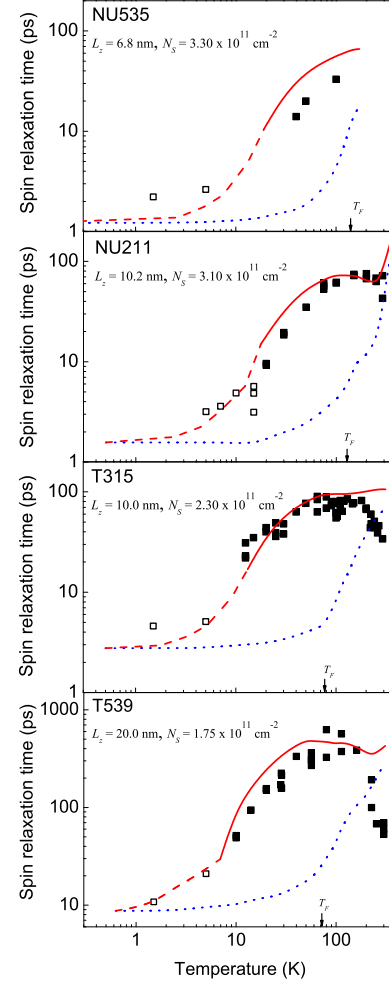 NU535
L_z = 6.8 nm, N_S = 3.30 x 10^11 cm^-2
100
10
1
Spin relaxation time (ps)
T_F
NU211
L_z = 10.2 nm, N_S = 3.10 x 10^11 cm^-2
100
10
1
Spin relaxation time (ps)
T_F
T315
L_z = 10.0 nm, N_S = 2.30 x 10^11 cm^-2
100
10
1
Spin relaxation time (ps)
T_F
T539
L_z = 20.0 nm, N_S = 1.75 x 10^11 cm^-2
1000
100
10
Spin relaxation time (ps)
T_F
1 10 100
Temperature (K)